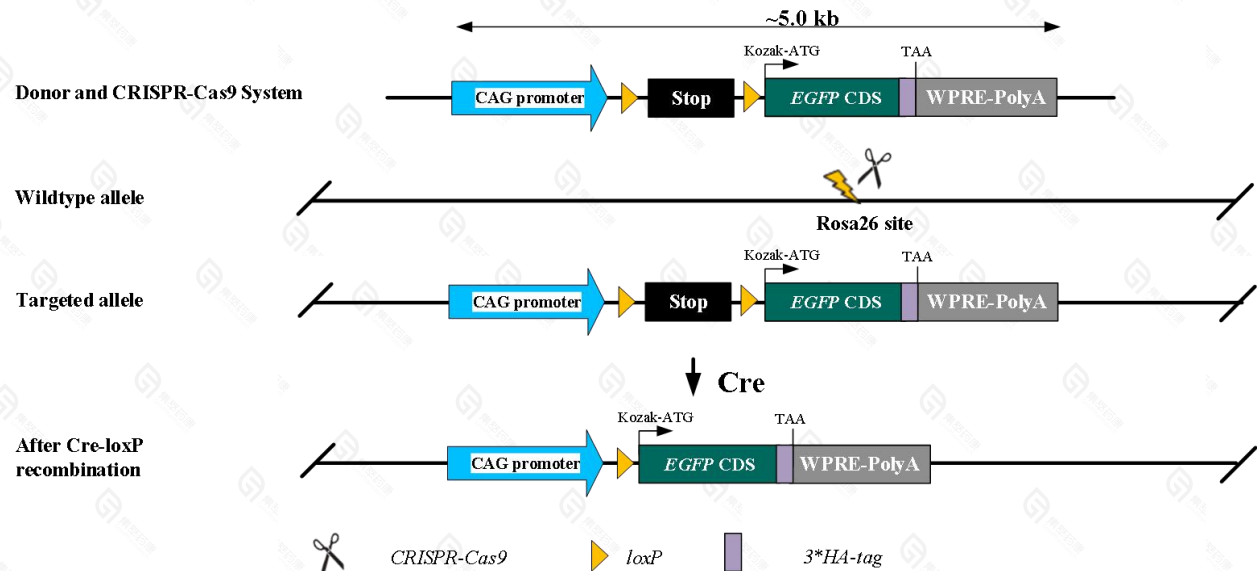 ~5.0 kb
Kozak-ATG
TAA
Donor and CRISPR-Cas9 System
CAG promoter
Stop
EGFP CDS
WPRE-PolyA
Wildtype allele
Rosa26 site
Kozak-ATG
TAA
Targeted allele
CAG promoter
Stop
EGFP CDS
WPRE-PolyA
Cre
Kozak-ATG
TAA
After Cre-loxP
recombination
CAG promoter
EGFP CDS
WPRE-PolyA
CRISPR-Cas9
loxP
3*HA-tag